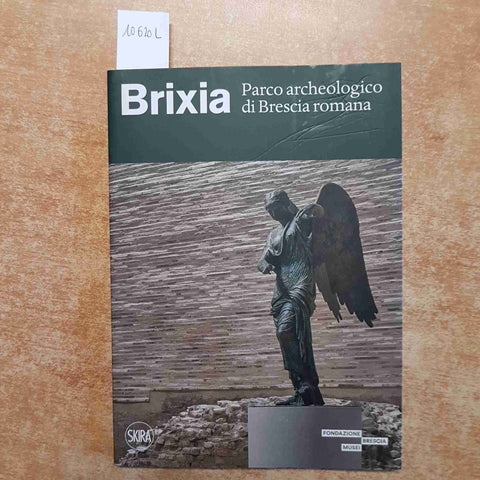 10620L
Brixia
Parco archeologico
di Brescia romana
SKIRA
FONDAZIONE
BRESCIA
MUSEI